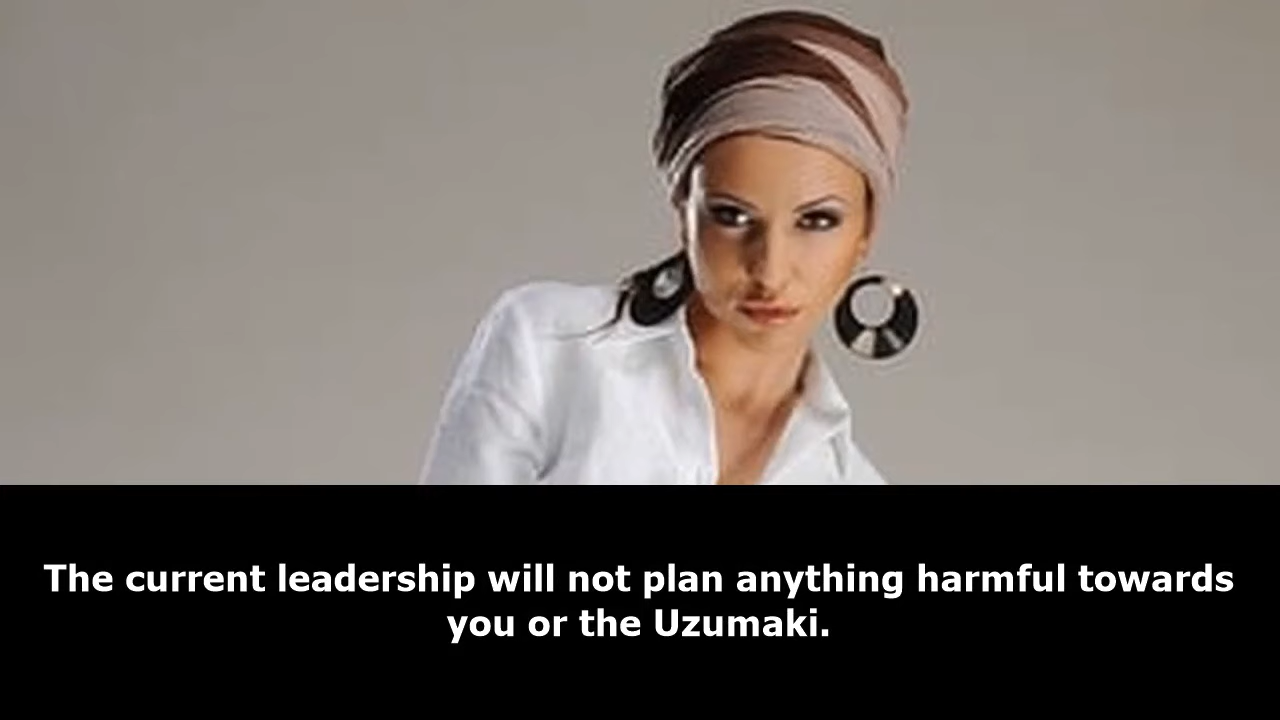 The current leadership will not plan anything harmful towards
you or the Uzumaki.